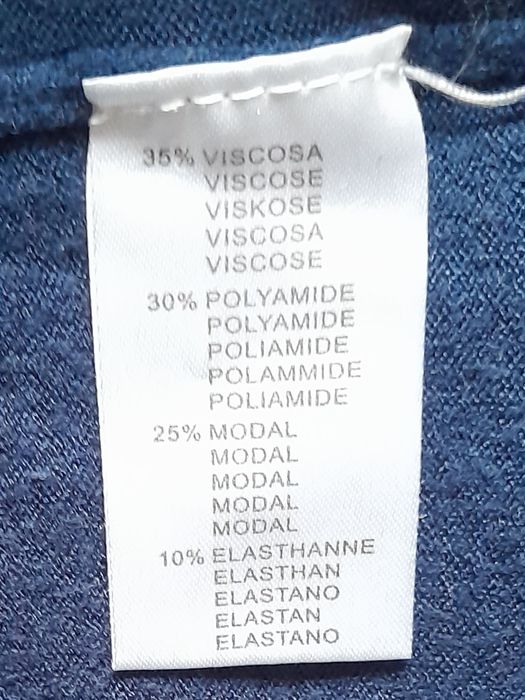 35% VISCOSA
VISCOSE
VISKOSE
VISCOSA
VISCOSE
30% POLYAMIDE
POLYAMIDE
POLIAMIDE
POLAMMIDE
POLIAMIDE
25% MODAL
MODAL
MODAL
MODAL
MODAL
10% ELASTHANNE
ELASTHAN
ELASTANO
ELASTAN
ELASTANO